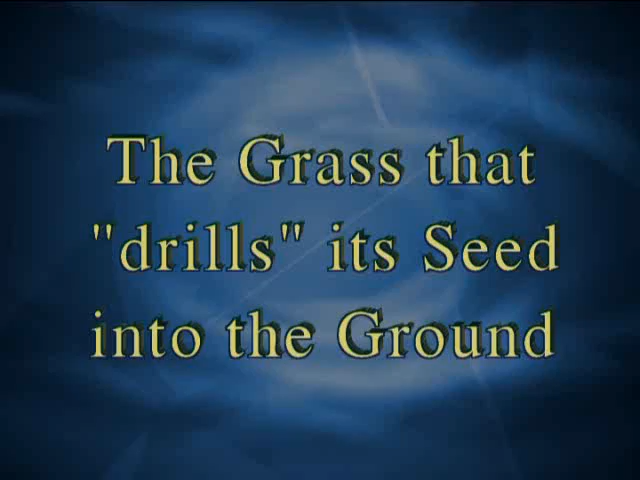 The Grass that
"drills" its Seed
into the Ground